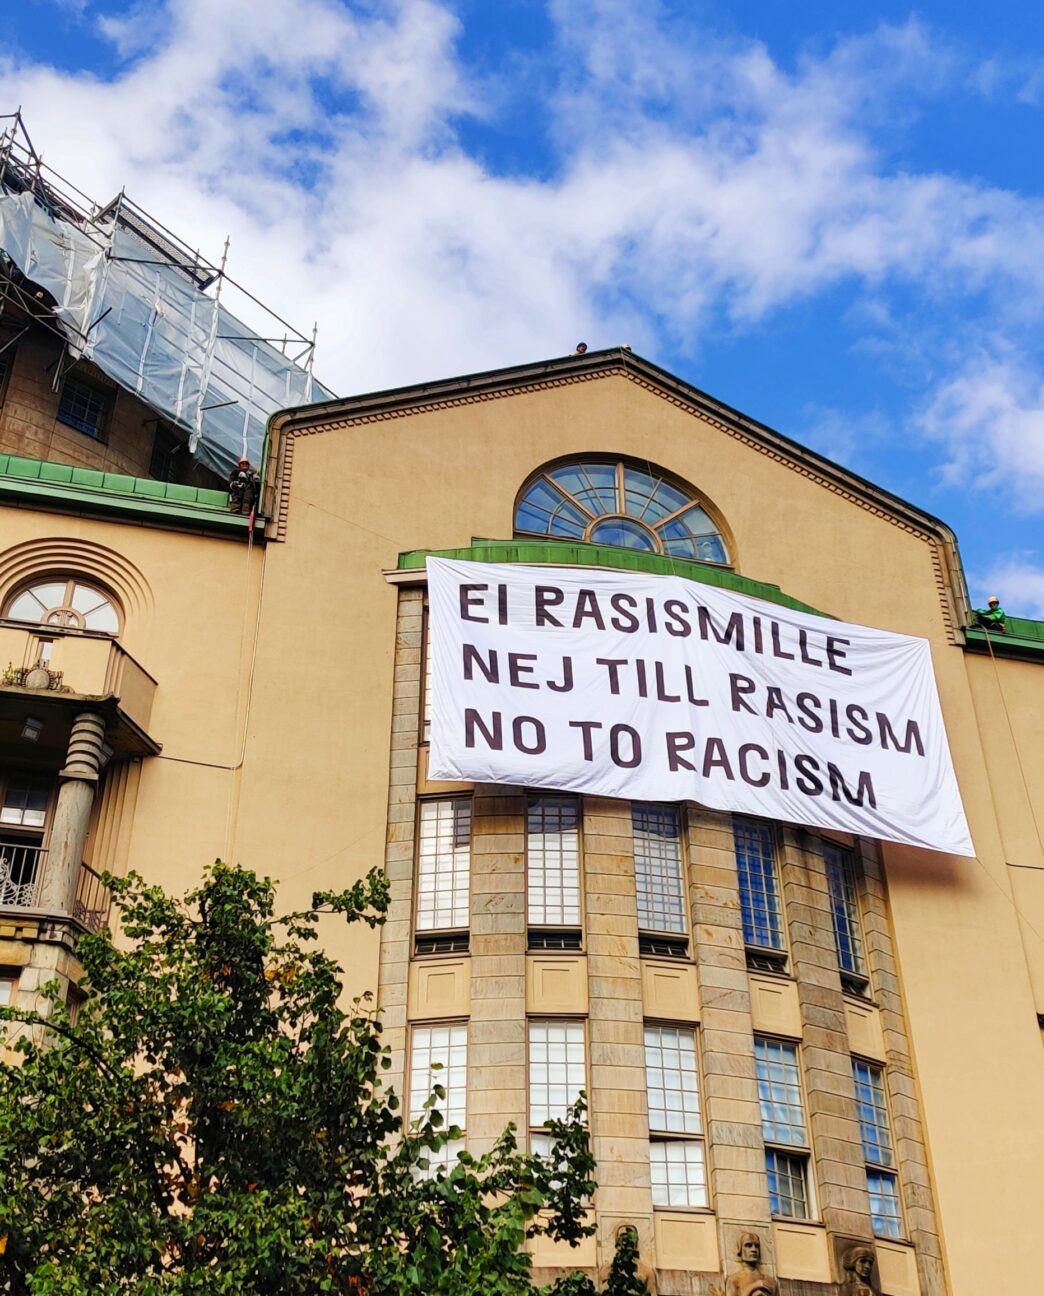 EI RASISMILLE
NEJ TILL RASISM
NO TO RACISM